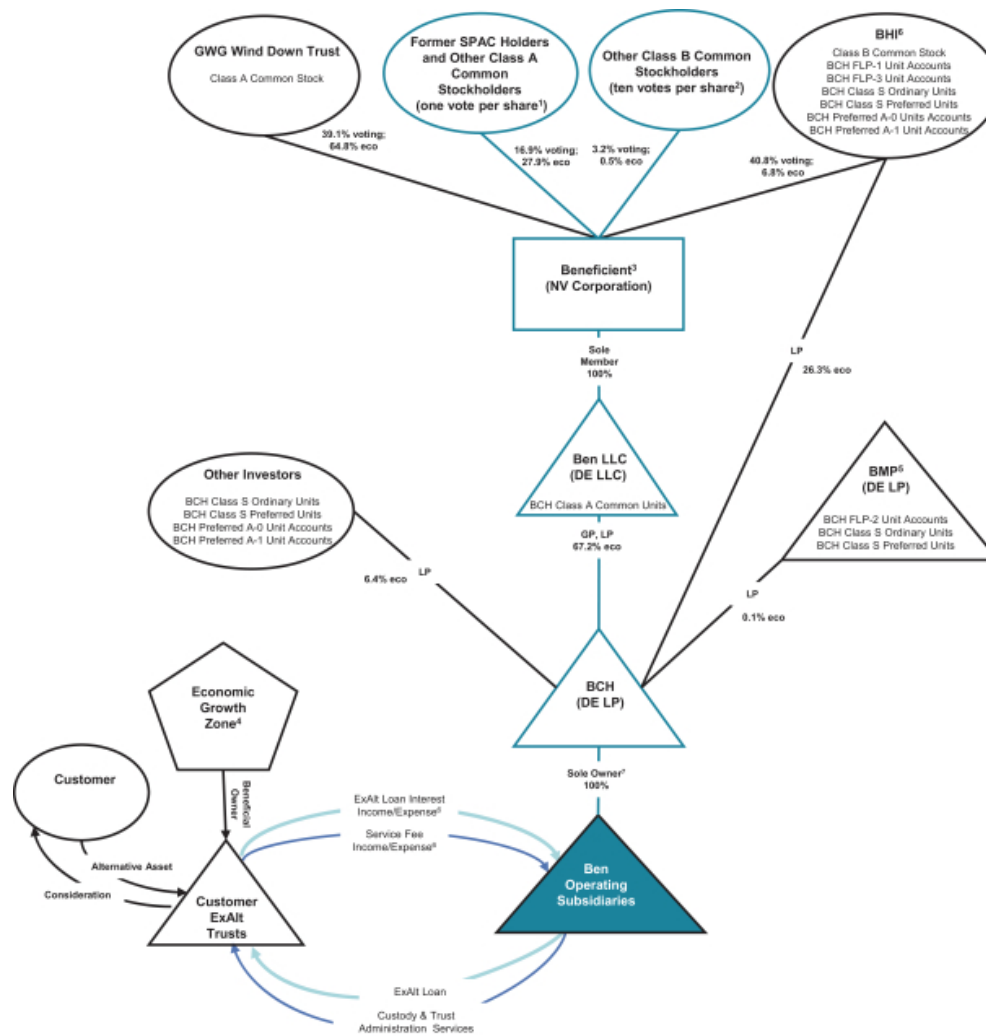 GWG Wind Down Trust
Class A Common Stock
Former SPAC Holders
and Other Class A
Common
Stockholders
(one vote per share¹)
Other Class B Common
Stockholders
(ten votes per share²)
BHI⁶
Class B Common Stock
BCH FLP-1 Unit Accounts
BCH FLP-3 Unit Accounts
BCH Class S Ordinary Units
BCH Class S Preferred Units
BCH Preferred A-0 Units Accounts
BCH Preferred A-1 Unit Accounts
39.1% voting;
64.8% eco
16.9% voting;
27.9% eco
3.2% voting;
0.5% eco
40.8% voting;
6.8% eco
Beneficient³
(NV Corporation)
Sole
Member
100%
LP
26.3% eco
Ben LLC
(DE LLC)
BCH Class A Common Units
GP, LP
67.2% eco
Other Investors
BCH Class S Ordinary Units
BCH Class S Preferred Units
BCH Preferred A-0 Unit Accounts
BCH Preferred A-1 Unit Accounts
BMP⁵
(DE LP)
BCH FLP-2 Unit Accounts
BCH Class S Ordinary Units
BCH Class S Preferred Units
LP
6.4% eco
LP
0.1% eco
BCH
(DE LP)
Sole Owner⁷
100%
Economic
Growth
Zone⁴
Beneficial
Owner
Customer
Alternative Asset
Consideration
Customer
ExAlt
Trusts
ExAlt Loan Interest
Income/Expense⁸
Service Fee
Income/Expense⁸
Ben
Operating
Subsidiaries
ExAlt Loan
Custody & Trust
Administration Services